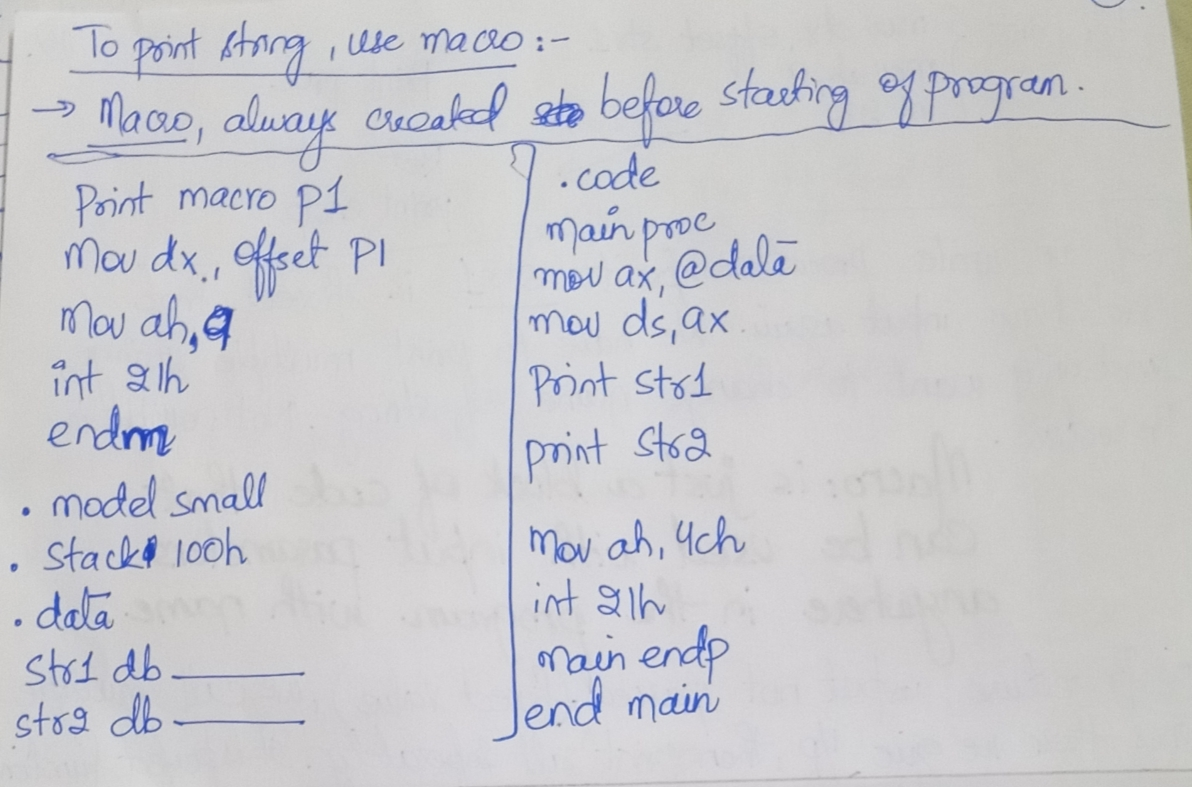 To print string, use macro :-
→ Macro, always created before starting of program.
Print macro P1
Mov dx., offset P1
Mov ah,9
int 21h
endm
. model small
. Stack 100h
. data
str1 db ______
str2 db ______
.code
main proc
mov ax, @data
mov ds, ax
Print str1
print str2
Mov ah, 4ch
int 21h
main endp
end main